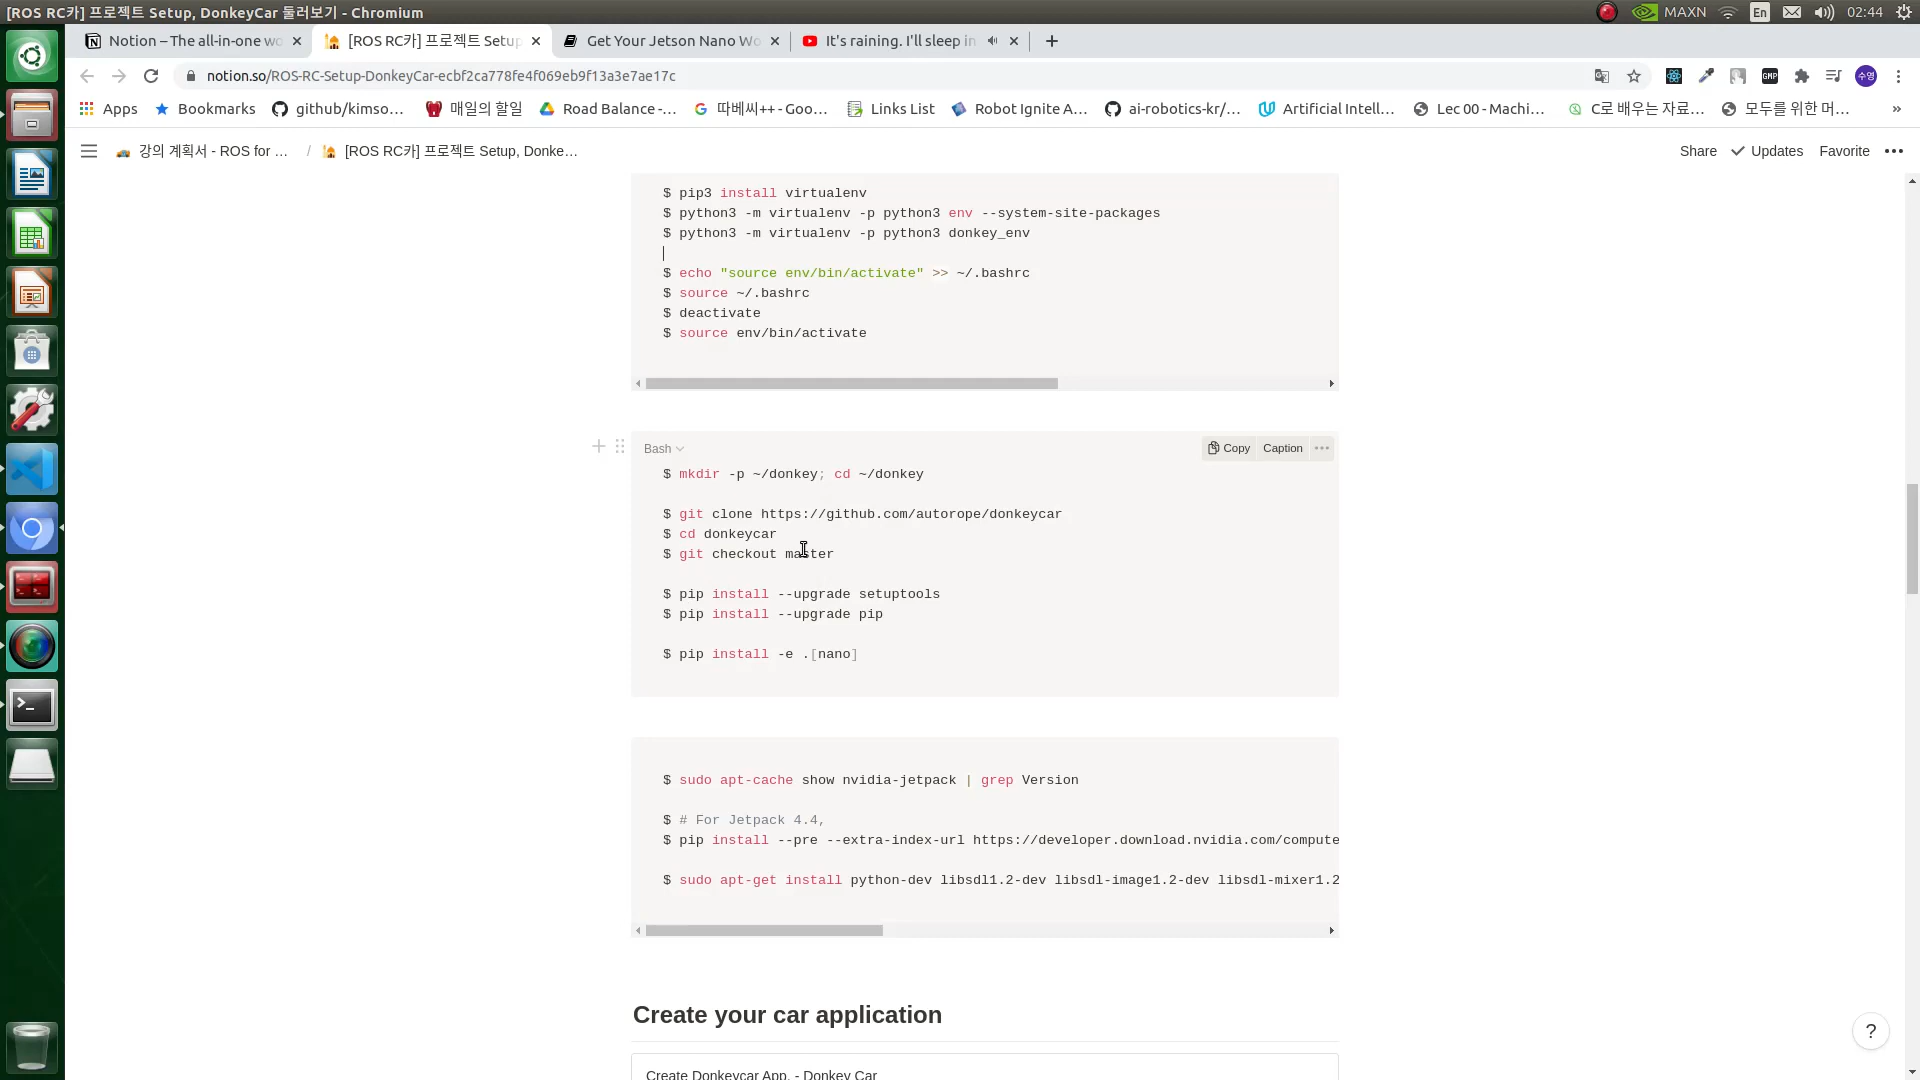 [ROS RC카] 프로젝트 Setup, DonkeyCar 둘러보기 - Chromium
MAXN
En
02:44
Notion – The all-in-one wo
[ROS RC카] 프로젝트 Setup
Get Your Jetson Nano Wo
It's raining. I'll sleep in
notion.so/ROS-RC-Setup-DonkeyCar-ecbf2ca778fe4f069eb9f13a3e7ae17c
GMP
수영
Apps
Bookmarks
github/kimso...
매일의 할일
Road Balance -...
따베씨++ - Goo...
Links List
Robot Ignite A...
ai-robotics-kr/...
Artificial Intell...
Lec 00 - Machi...
C로 배우는 자료...
모두를 위한 머...
»
강의 계획서 - ROS for ...
/
[ROS RC카] 프로젝트 Setup, Donke...
Share
Updates
Favorite
$ pip3 install virtualenv
$ python3 -m virtualenv -p python3 env --system-site-packages
$ python3 -m virtualenv -p python3 donkey_env
$ echo "source env/bin/activate" >> ~/.bashrc
$ source ~/.bashrc
$ deactivate
$ source env/bin/activate
Bash
Copy
Caption
$ mkdir -p ~/donkey; cd ~/donkey
$ git clone https://github.com/autorope/donkeycar
$ cd donkeycar
$ git checkout master
$ pip install --upgrade setuptools
$ pip install --upgrade pip
$ pip install -e .[nano]
$ sudo apt-cache show nvidia-jetpack | grep Version
$ # For Jetpack 4.4,
$ pip install --pre --extra-index-url https://developer.download.nvidia.com/compute
$ sudo apt-get install python-dev libsdl1.2-dev libsdl-image1.2-dev libsdl-mixer1.2
Create your car application
Create Donkeycar App. - Donkey Car
?